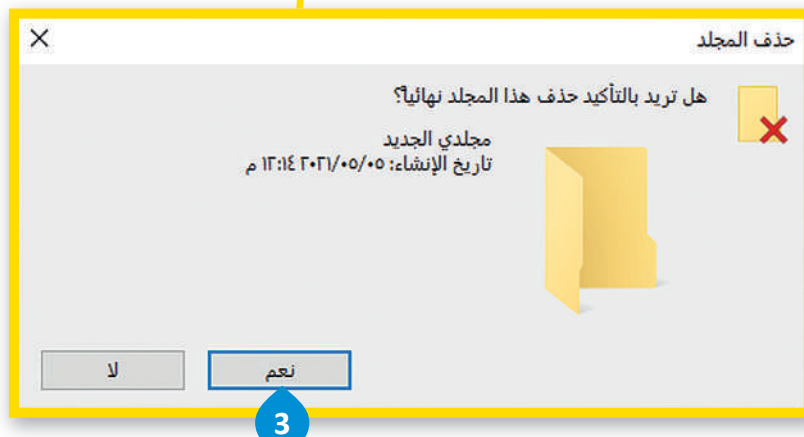 حذف المجلد
هل تريد بالتأكيد حذف هذا المجلد نهائياً؟
مجلدي الجديد
تاريخ الإنشاء: ٢٠٢١/٠٥/٠٥ ١٢:١٤ م
نعم
لا
3